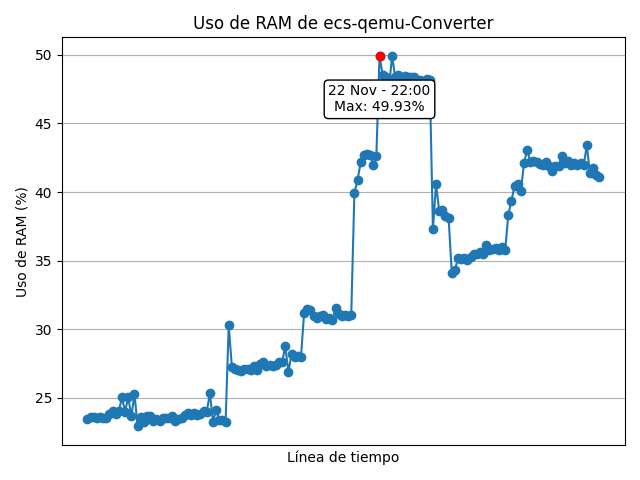 Uso de RAM de ecs-qemu-Converter
50
45
40
35
30
25
Uso de RAM (%)
22 Nov - 22:00
Max: 49.93%
Línea de tiempo